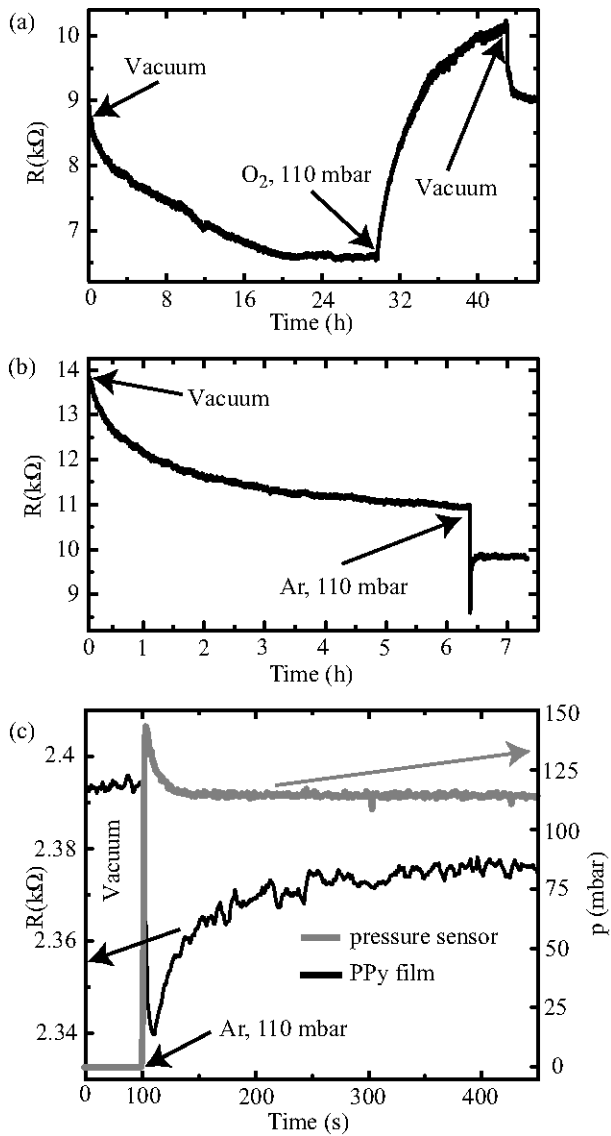 (a)
10
9
8
7
R(kΩ)
Vacuum
O₂, 110 mbar
Vacuum
0 8 16 24 32 40
Time (h)
(b)
14
13
12
11
10
9
R(kΩ)
Vacuum
Ar, 110 mbar
0 1 2 3 4 5 6 7
Time (h)
(c)
2.4
2.38
2.36
2.34
R(kΩ)
Vacuum
150
125
100
75
50
25
0
p (mbar)
pressure sensor
PPy film
Ar, 110 mbar
0 100 200 300 400
Time (s)